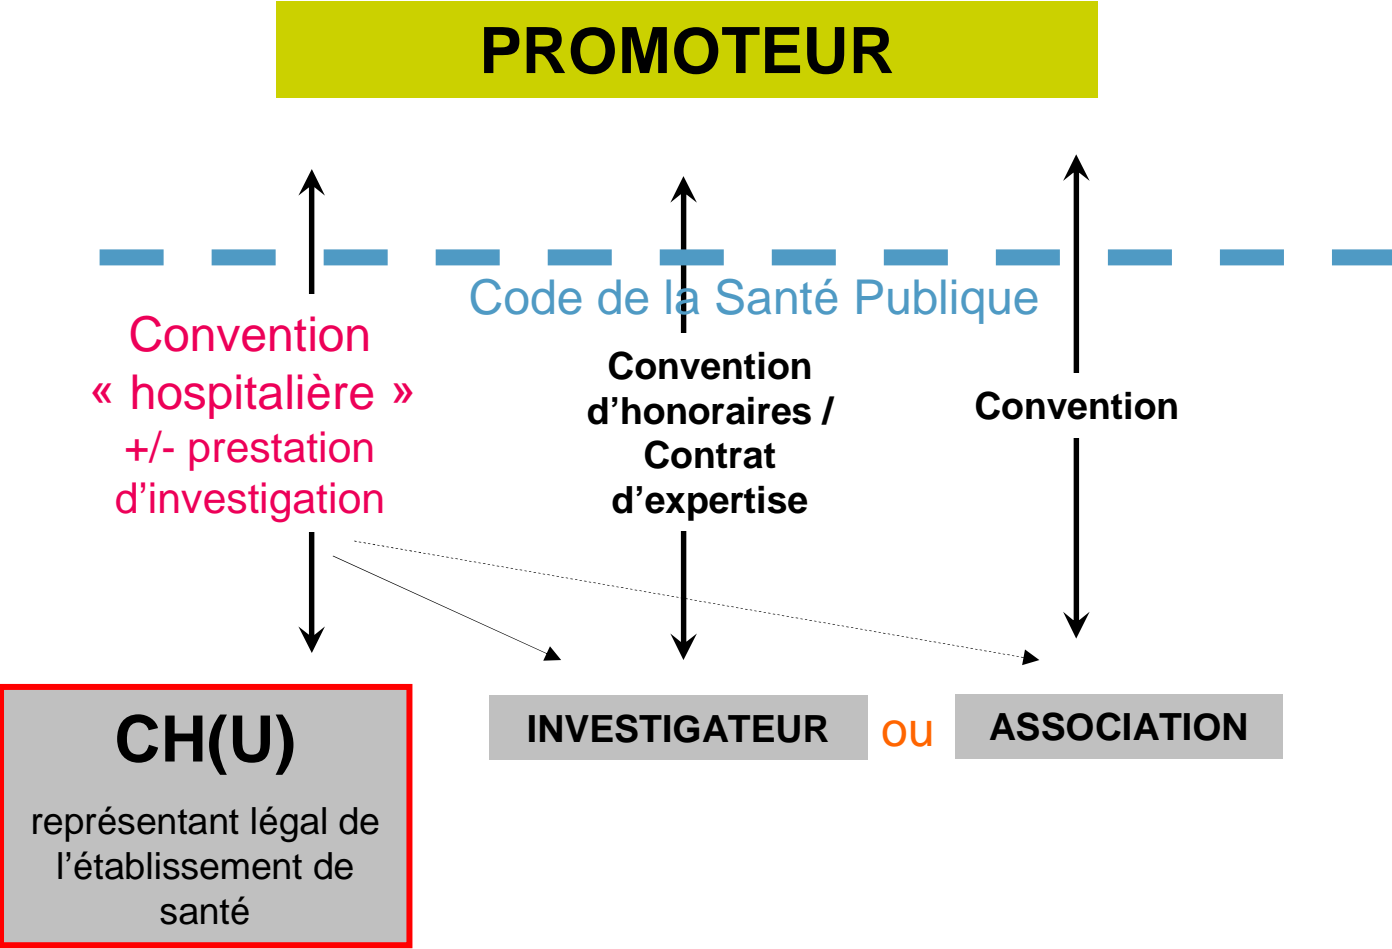 PROMOTEUR
Code de la Santé Publique
Convention
« hospitalière »
+/- prestation
d’investigation
Convention
d’honoraires /
Contrat
d’expertise
Convention
CH(U)
représentant légal de
l’établissement de
santé
INVESTIGATEUR
ou
ASSOCIATION